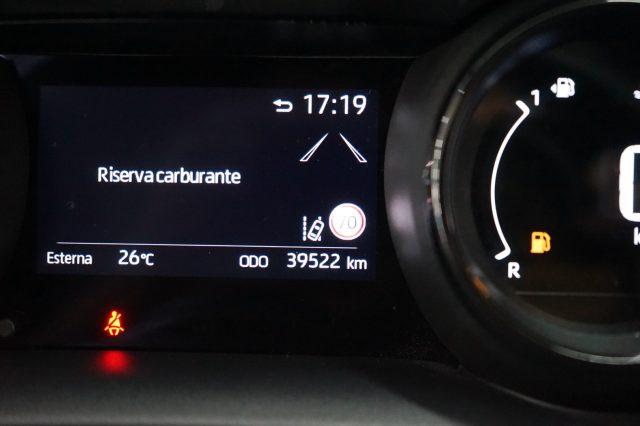 17:19
Riserva carburante
70
Esterna 26°C ODO 39522 km
1
R